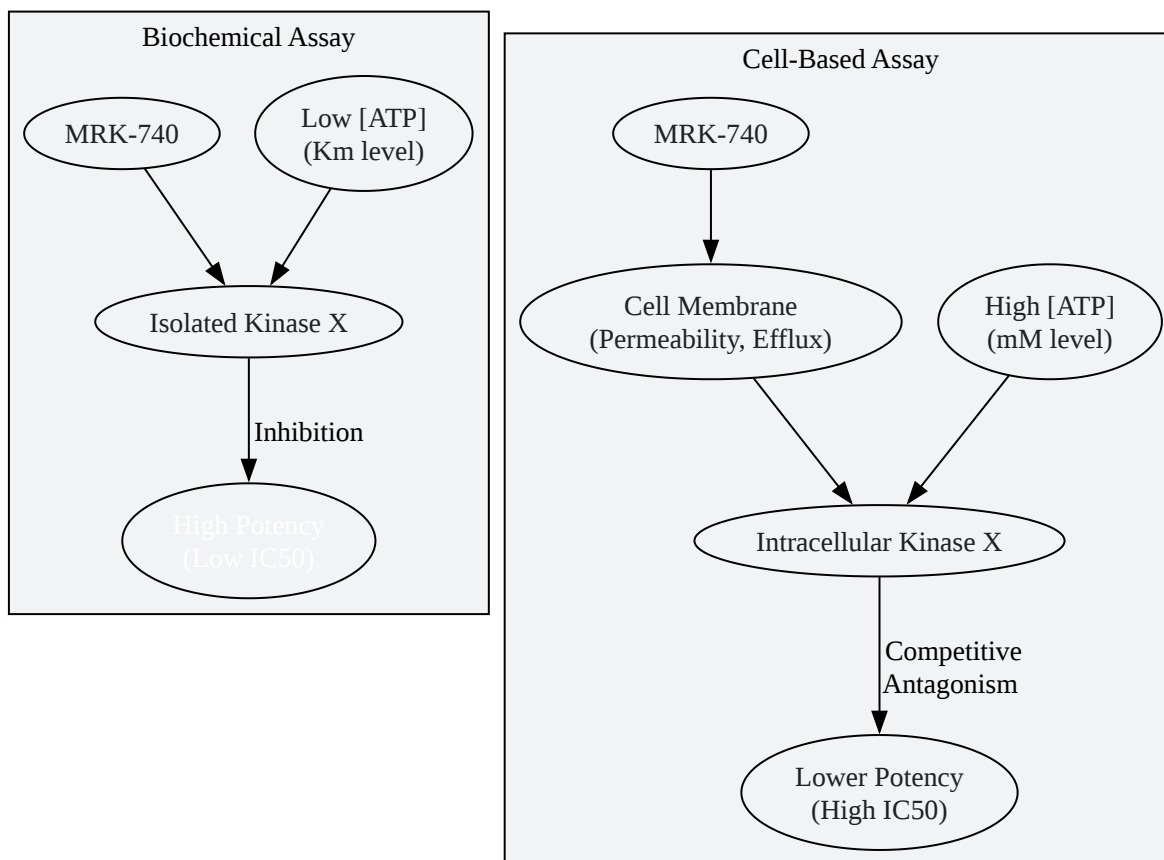 Biochemical Assay
MRK-740
Low [ATP]
(Km level)
Isolated Kinase X
Inhibition
High Potency
(Low IC50)
Cell-Based Assay
MRK-740
Cell Membrane
(Permeability, Efflux)
High [ATP]
(mM level)
Intracellular Kinase X
Competitive
Antagonism
Lower Potency
(High IC50)